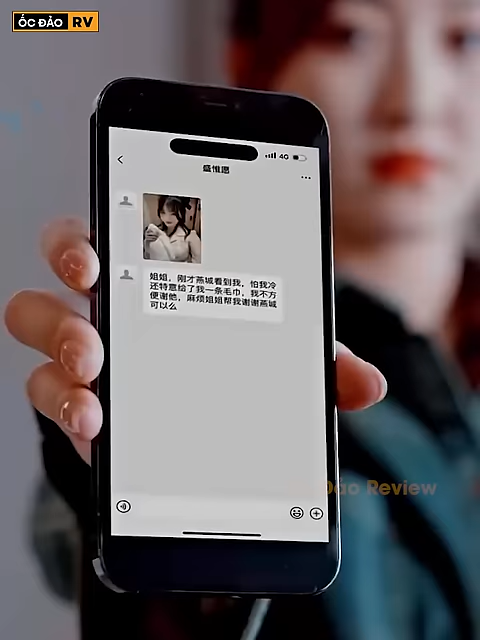 ỐC ĐẢO RV
4G
盛惟愿
姐姐，刚才燕城看到我，怕我冷
还特意给了我一条毛巾，我不方
便谢他，麻烦姐姐帮我谢谢燕城
可以么
Đảo Review